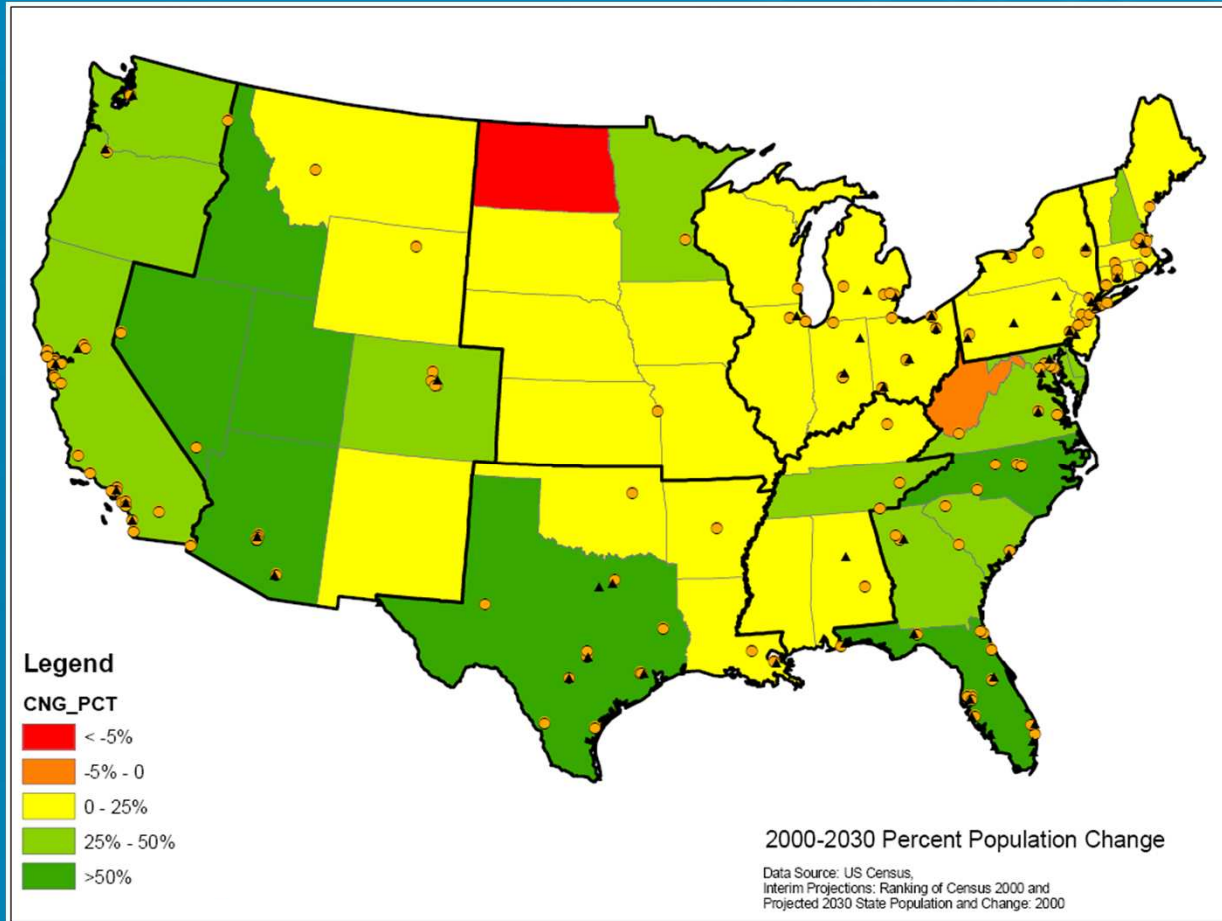 Legend
CNG_PCT
< -5%
-5% - 0
0 - 25%
25% - 50%
>50%
2000-2030 Percent Population Change
Data Source: US Census,
Interim Projections: Ranking of Census 2000 and
Projected 2030 State Population and Change: 2000